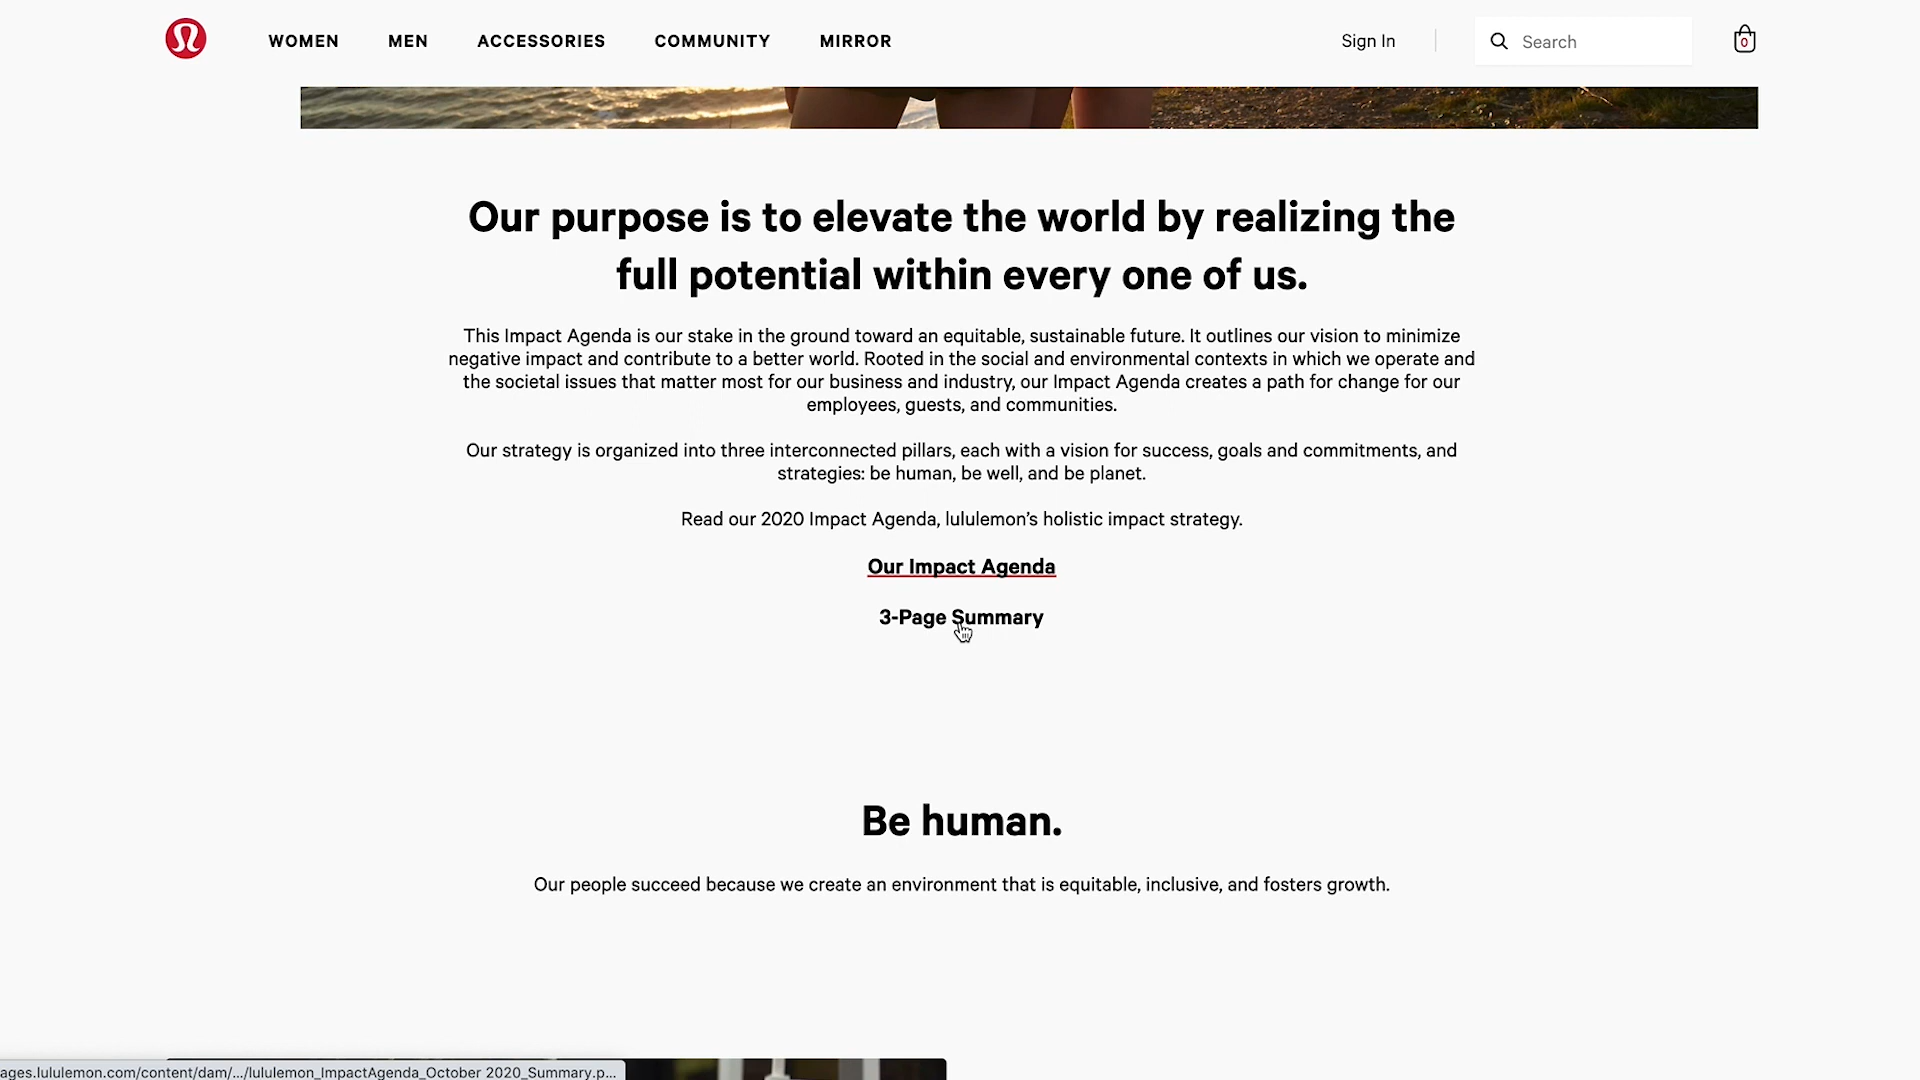 WOMEN MEN ACCESSORIES COMMUNITY MIRROR Sign In Search 0
Our purpose is to elevate the world by realizing the
full potential within every one of us.
This Impact Agenda is our stake in the ground toward an equitable, sustainable future. It outlines our vision to minimize
negative impact and contribute to a better world. Rooted in the social and environmental contexts in which we operate and
the societal issues that matter most for our business and industry, our Impact Agenda creates a path for change for our
employees, guests, and communities.
Our strategy is organized into three interconnected pillars, each with a vision for success, goals and commitments, and
strategies: be human, be well, and be planet.
Read our 2020 Impact Agenda, lululemon’s holistic impact strategy.
Our Impact Agenda
3-Page Summary
Be human.
Our people succeed because we create an environment that is equitable, inclusive, and fosters growth.
ages.lululemon.com/content/dam/.../lululemon_ImpactAgenda_October 2020_Summary.p...